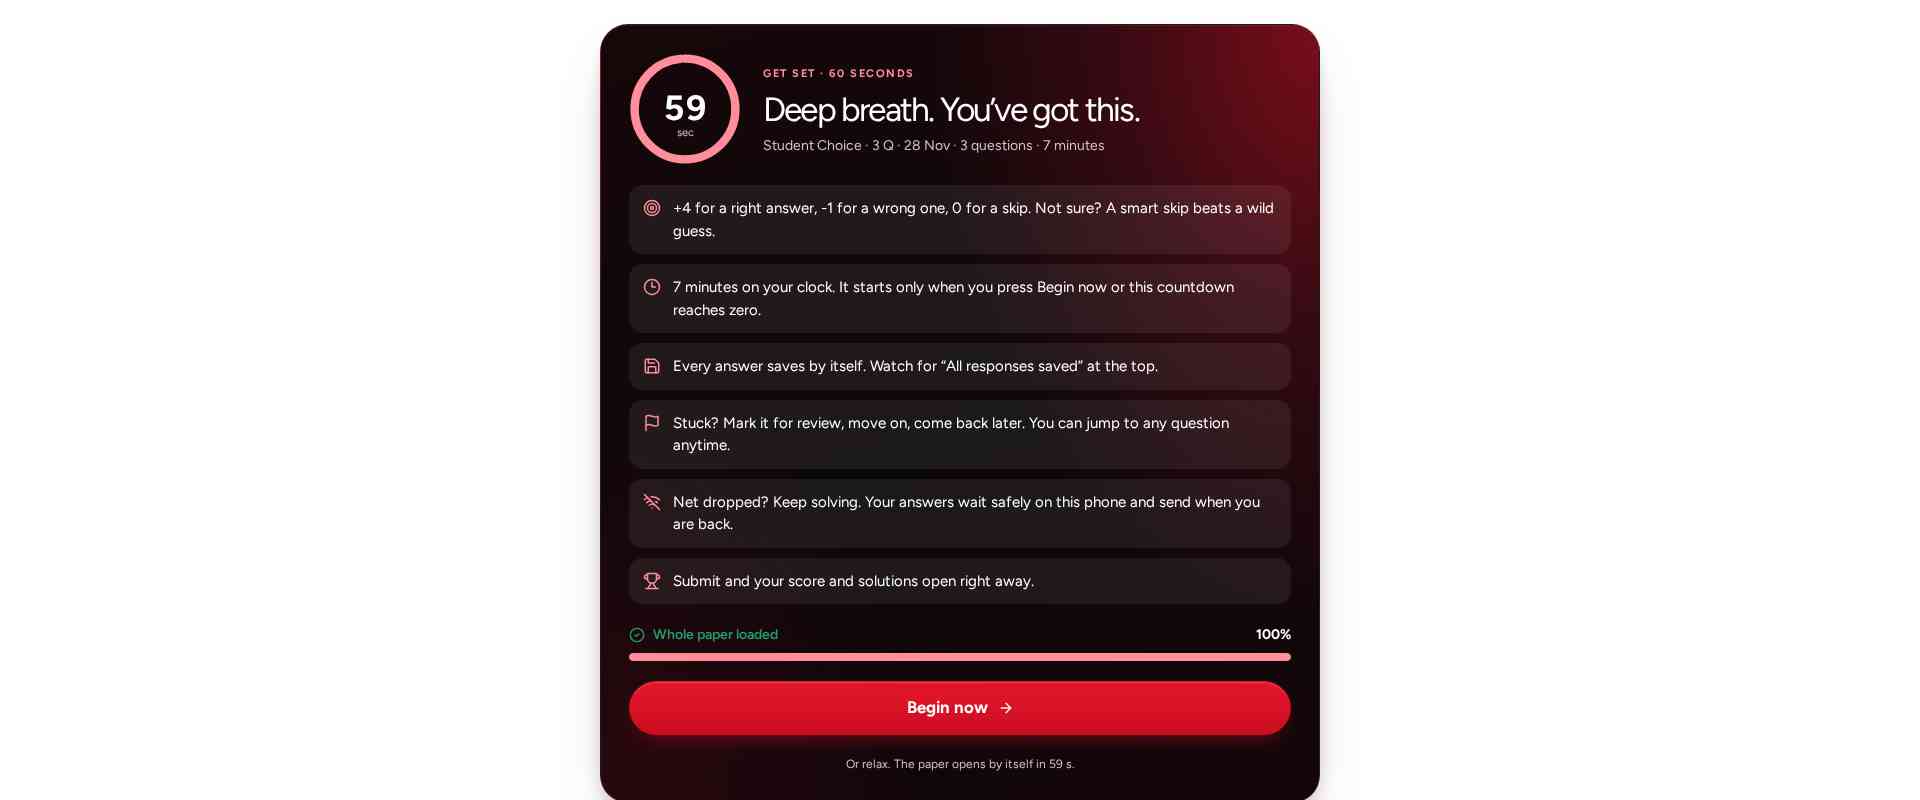 59
sec
GET SET · 60 SECONDS
Deep breath. You’ve got this.
Student Choice · 3 Q · 28 Nov · 3 questions · 7 minutes
+4 for a right answer, -1 for a wrong one, 0 for a skip. Not sure? A smart skip beats a wild
guess.
7 minutes on your clock. It starts only when you press Begin now or this countdown
reaches zero.
Every answer saves by itself. Watch for “All responses saved” at the top.
Stuck? Mark it for review, move on, come back later. You can jump to any question
anytime.
Net dropped? Keep solving. Your answers wait safely on this phone and send when you
are back.
Submit and your score and solutions open right away.
Whole paper loaded 100%
Begin now →
Or relax. The paper opens by itself in 59 s.